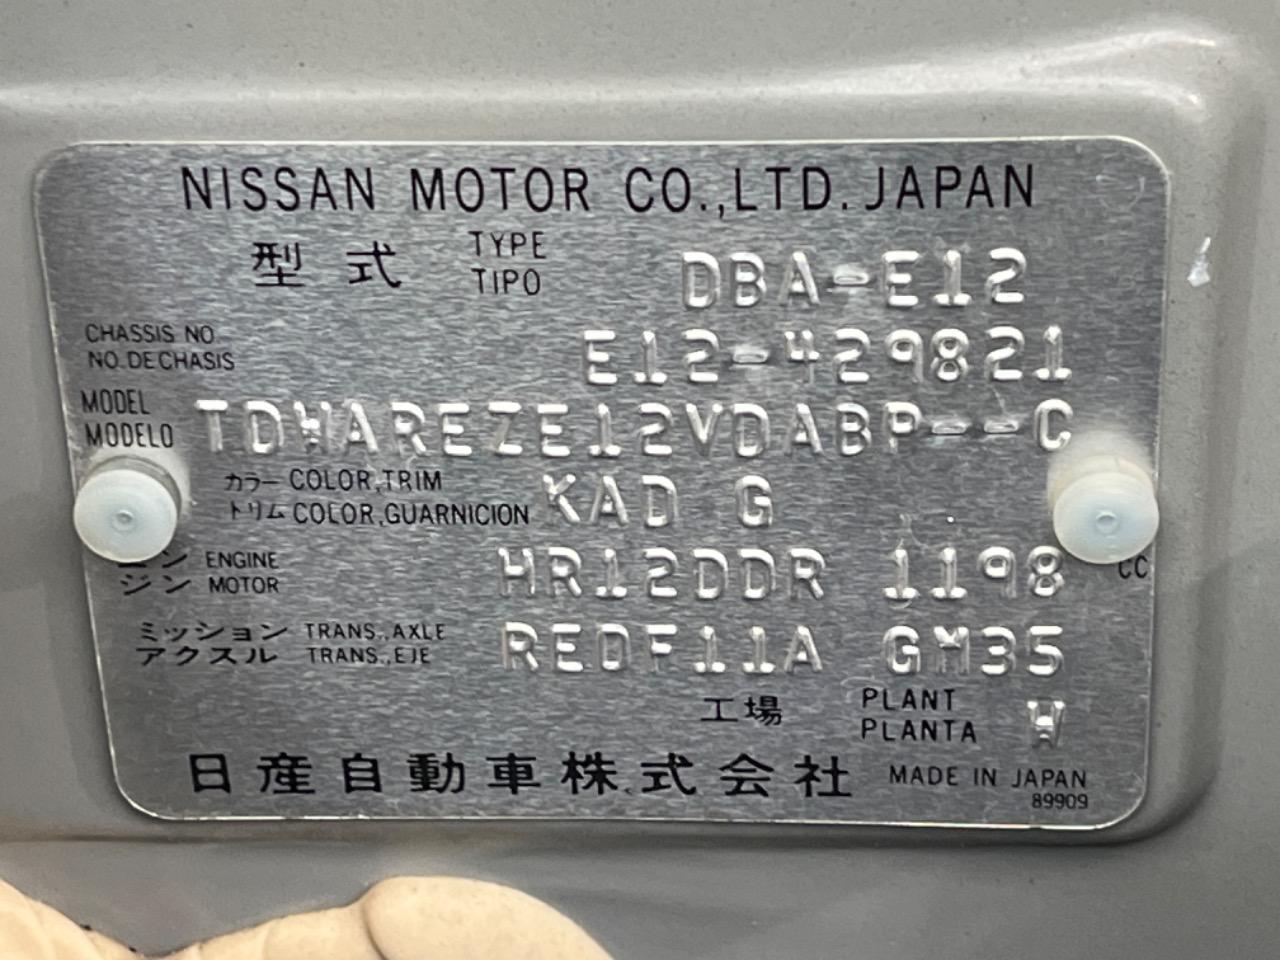 NISSAN MOTOR CO.,LTD. JAPAN
型式 TYPE DBA-E12
TIPO
CHASSIS NO E12-429821
NO.DECHASIS
MODEL TDWAREZE12VDABP--C
MODELO
カラー COLOR,TRIM KAD G
トリム COLOR,GUARNICION
ン ENGINE HR12DDR 1198 CC
ジン MOTOR
ミッション TRANS.,AXLE REDF11A GM35
アクスル TRANS.,EJE
工場 PLANT W
PLANTA
日産自動車株式会社 MADE IN JAPAN
89909